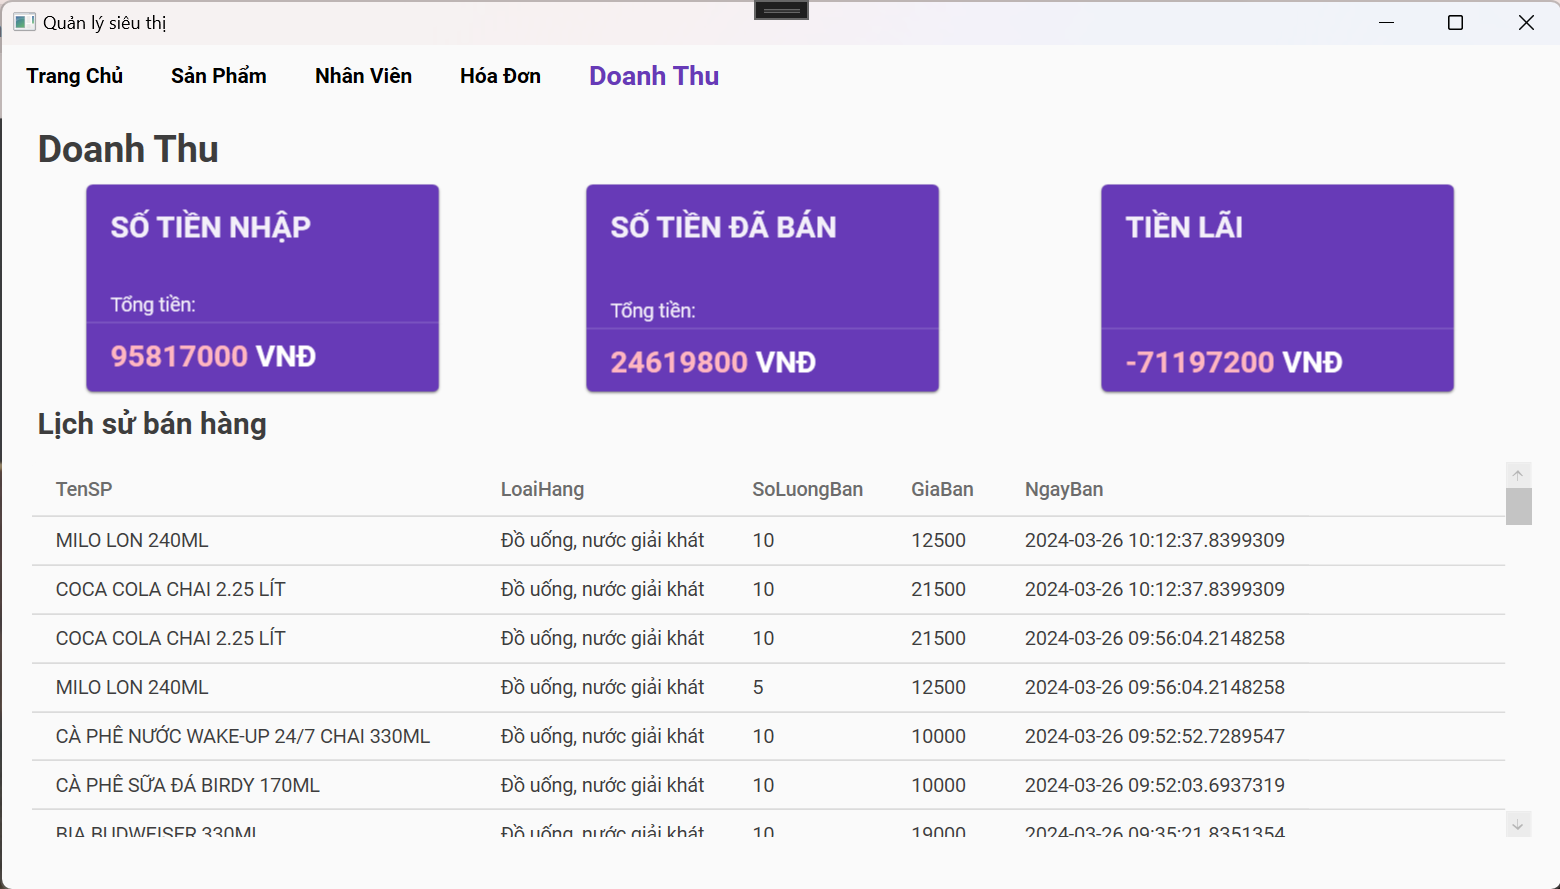 Quản lý siêu thị
Trang Chủ Sản Phẩm Nhân Viên Hóa Đơn Doanh Thu
Doanh Thu
SỐ TIỀN NHẬP SỐ TIỀN ĐÃ BÁN TIỀN LÃI
Tổng tiền: Tổng tiền:
95817000 VNĐ 24619800 VNĐ -71197200 VNĐ
Lịch sử bán hàng
TenSP LoaiHang SoLuongBan GiaBan NgayBan
MILO LON 240ML Đồ uống, nước giải khát 10 12500 2024-03-26 10:12:37.8399309
COCA COLA CHAI 2.25 LÍT Đồ uống, nước giải khát 10 21500 2024-03-26 10:12:37.8399309
COCA COLA CHAI 2.25 LÍT Đồ uống, nước giải khát 10 21500 2024-03-26 09:56:04.2148258
MILO LON 240ML Đồ uống, nước giải khát 5 12500 2024-03-26 09:56:04.2148258
CÀ PHÊ NƯỚC WAKE-UP 24/7 CHAI 330ML Đồ uống, nước giải khát 10 10000 2024-03-26 09:52:52.7289547
CÀ PHÊ SỮA ĐÁ BIRDY 170ML Đồ uống, nước giải khát 10 10000 2024-03-26 09:52:03.6937319
BIA BUDWEISER 330ML Đồ uống, nước giải khát 10 19000 2024-03-26 09:35:21.8351354